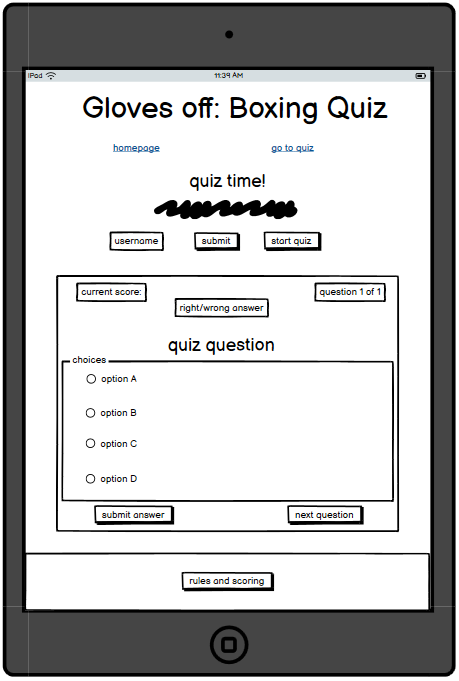 iPod 11:39 AM
Gloves off: Boxing Quiz
homepage go to quiz
quiz time!
username submit start quiz
current score: question 1 of 1
right/wrong answer
quiz question
choices
option A
option B
option C
option D
submit answer next question
rules and scoring